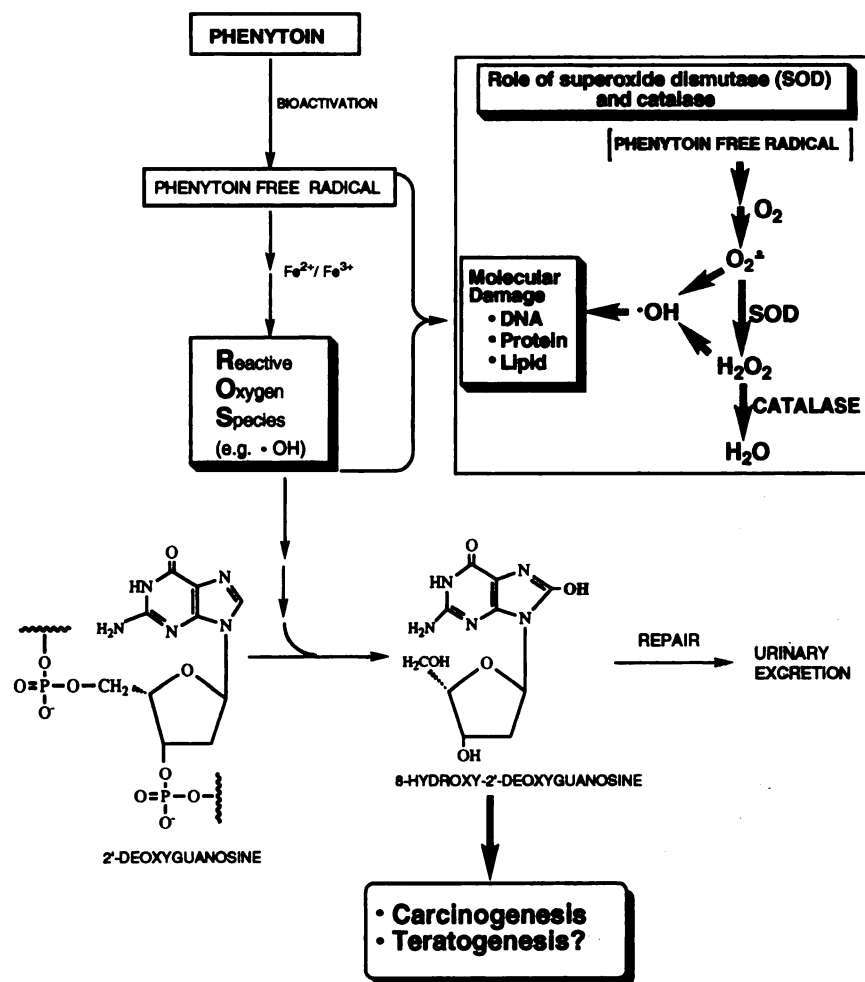 PHENYTOIN
BIOACTIVATION
PHENYTOIN FREE RADICAL
Fe²⁺/ Fe³⁺
Reactive
Oxygen
Species
(e.g. • OH)
Role of superoxide dismutase (SOD)
and catalase
[PHENYTOIN FREE RADICAL]
O₂
O₂∸
SOD
H₂O₂
CATALASE
H₂O
•OH
Molecular
Damage
• DNA
• Protein
• Lipid
O
HN
N
H₂N
N
N
O
O=P–O–CH₂
O⁻
O
O
O=P–O
O⁻
2'-DEOXYGUANOSINE
O
HN
N
OH
H₂N
N
N
H₂COH
O
OH
8-HYDROXY-2'-DEOXYGUANOSINE
REPAIR
URINARY
EXCRETION
• Carcinogenesis
• Teratogenesis?